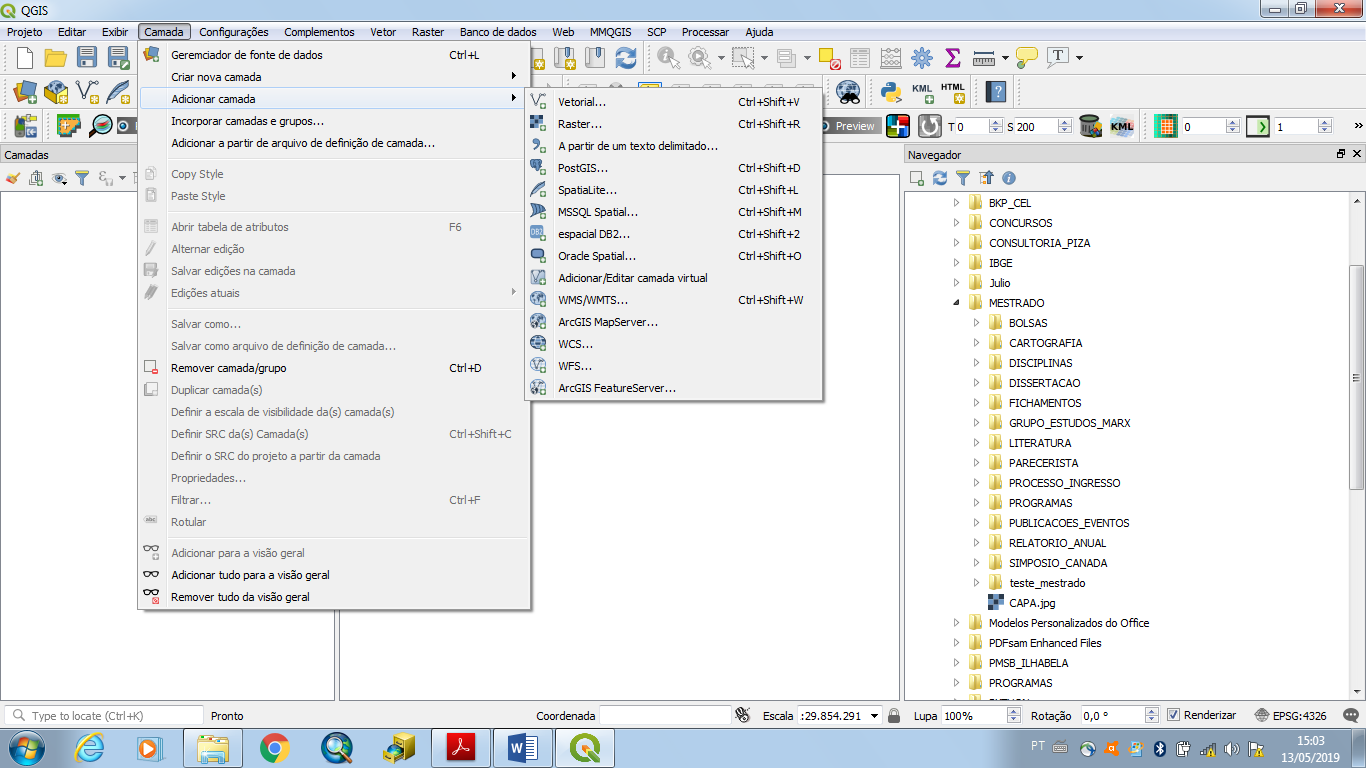 QGIS
Projeto Editar Exibir Camada Configurações Complementos Vetor Raster Banco de dados Web MMQGIS SCP Processar Ajuda
Gerenciador de fonte de dados Ctrl+L
Criar nova camada
Adicionar camada
Incorporar camadas e grupos...
Adicionar a partir de arquivo de definição de camada...
Copy Style
Paste Style
Abrir tabela de atributos F6
Alternar edição
Salvar edições na camada
Edições atuais
Salvar como...
Salvar como arquivo de definição de camada...
Remover camada/grupo Ctrl+D
Duplicar camada(s)
Definir a escala de visibilidade da(s) camada(s)
Definir SRC da(s) Camada(s) Ctrl+Shift+C
Definir o SRC do projeto a partir da camada
Propriedades...
Filtrar... Ctrl+F
abc Rotular
Adicionar para a visão geral
Adicionar tudo para a visão geral
Remover tudo da visão geral
Vetorial... Ctrl+Shift+V
Raster... Ctrl+Shift+R
A partir de um texto delimitado...
PostGIS... Ctrl+Shift+D
SpatiaLite... Ctrl+Shift+L
MSSQL Spatial... Ctrl+Shift+M
DB2 espacial DB2... Ctrl+Shift+2
Oracle Spatial... Ctrl+Shift+O
Adicionar/Editar camada virtual
WMS/WMTS... Ctrl+Shift+W
ArcGIS MapServer...
WCS...
WFS...
ArcGIS FeatureServer...
KML HTML
Preview T 0 S 200 KML 0 1
Camadas
Navegador
BKP_CEL
CONCURSOS
CONSULTORIA_PIZA
IBGE
Julio
MESTRADO
BOLSAS
CARTOGRAFIA
DISCIPLINAS
DISSERTACAO
FICHAMENTOS
GRUPO_ESTUDOS_MARX
LITERATURA
PARECERISTA
PROCESSO_INGRESSO
PROGRAMAS
PUBLICACOES_EVENTOS
RELATORIO_ANUAL
SIMPOSIO_CANADA
teste_mestrado
CAPA.jpg
Modelos Personalizados do Office
PDFsam Enhanced Files
PMSB_ILHABELA
PROGRAMAS
Type to locate (Ctrl+K) Pronto Coordenada Escala :29.854.291 Lupa 100% Rotação 0,0 ° Renderizar EPSG:4326
PT 15:03
13/05/2019